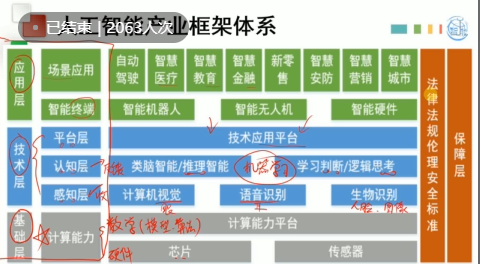 已结束 | 2063人次
人工智能产业框架体系
应用层
场景应用
自动驾驶
智慧医疗
智慧教育
智慧金融
新零售
智慧安防
智慧营销
智慧城市
智能终端
智能机器人
智能无人机
智能硬件
技术层
平台层
技术应用平台
认知层
类脑智能/推理智能
机器学习
学习判断/逻辑思考
感知层
计算机视觉
语音识别
生物识别
人脸
基础层
数学(模型算法)
计算能力
计算能力平台
硬件
芯片
传感器
法律法规伦理安全标准
保障层